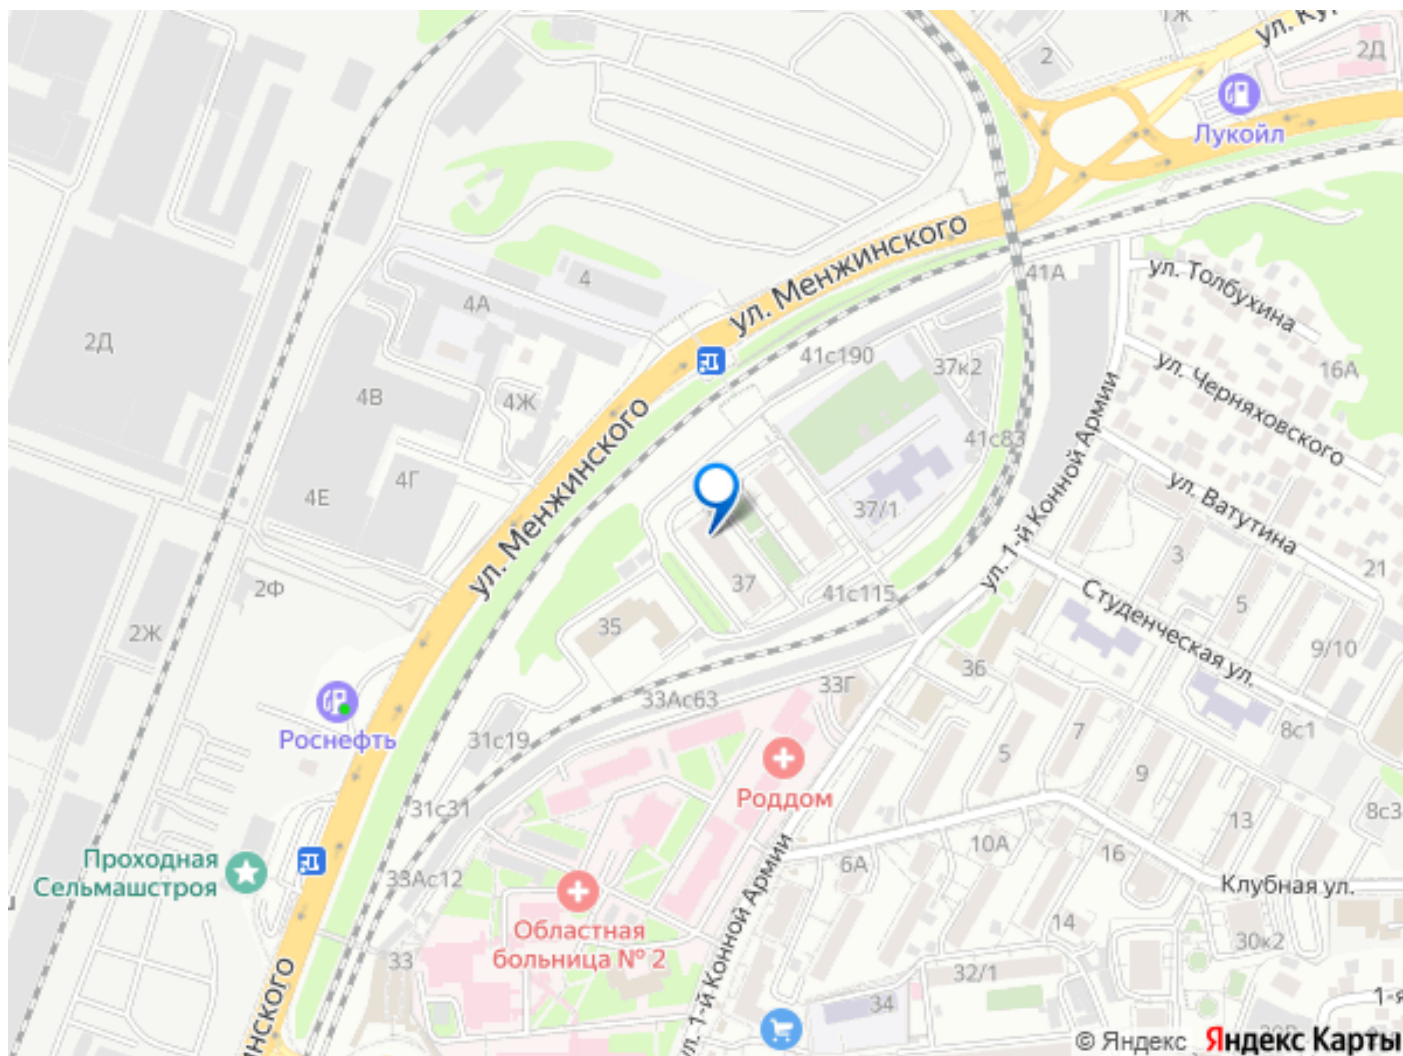 1Ж
ул. Ку
2
2Д
Лукойл
ул. Менжинского
41А
ул. Толбухина
4
4А
2Д
41с190
37к2
16А
ул. Черняховского
4В
4Ж
ул. Менжинского
41с83
ул. 1-й Конной Армии
4Г
4Е
37/1
ул. Ватутина
3
21
2Ф
37
41с115
Студенческая ул.
5
2Ж
35
9/10
36
33Г
33Ас63
Роснефть
31с19
7
8с1
5
9
Роддом
31с31
8с3
13
10А
16
6А
Проходная
Сельмашстроя
33Ас12
Клубная ул.
Областная
больница № 2
ул. 1-й Конной Армии
14
30к2
33
32/1
34
1-я
инского
© Яндекс Яндекс Карты